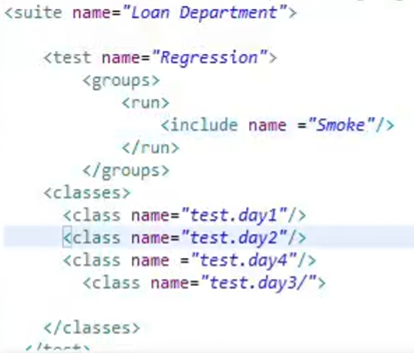 <suite name="Loan Department">
<test name="Regression">
<groups>
<run>
<include name ="Smoke"/>
</run>
</groups>
<classes>
<class name="test.day1"/>
<class name="test.day2"/>
<class name ="test.day4"/>
<class name="test.day3/">
</classes>
</test>